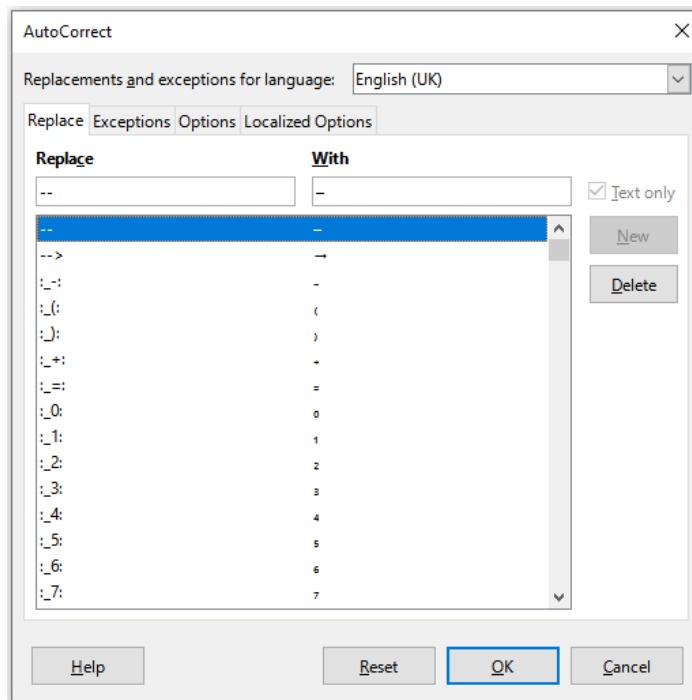 AutoCorrect
Replacements and exceptions for language: English (UK)
Replace Exceptions Options Localized Options
Replace With
-- – Text only
-- – New
--> → Delete
:_-: ₋
:_(: ₍
:_): ₎
:_+: ₊
:_=: ₌
:_0: ₀
:_1: ₁
:_2: ₂
:_3: ₃
:_4: ₄
:_5: ₅
:_6: ₆
:_7: ₇
Help Reset OK Cancel